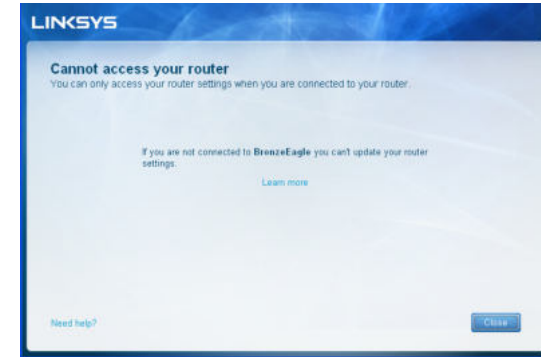 LINKSYS
Cannot access your router
You can only access your router settings when you are connected to your router.
If you are not connected to BronzeEagle you can't update your router
settings.
Learn more
Need help?
Close